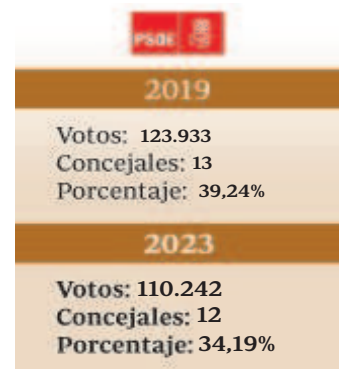 PSOE
2019
Votos: 123.933
Concejales: 13
Porcentaje: 39,24%
2023
Votos: 110.242
Concejales: 12
Porcentaje: 34,19%